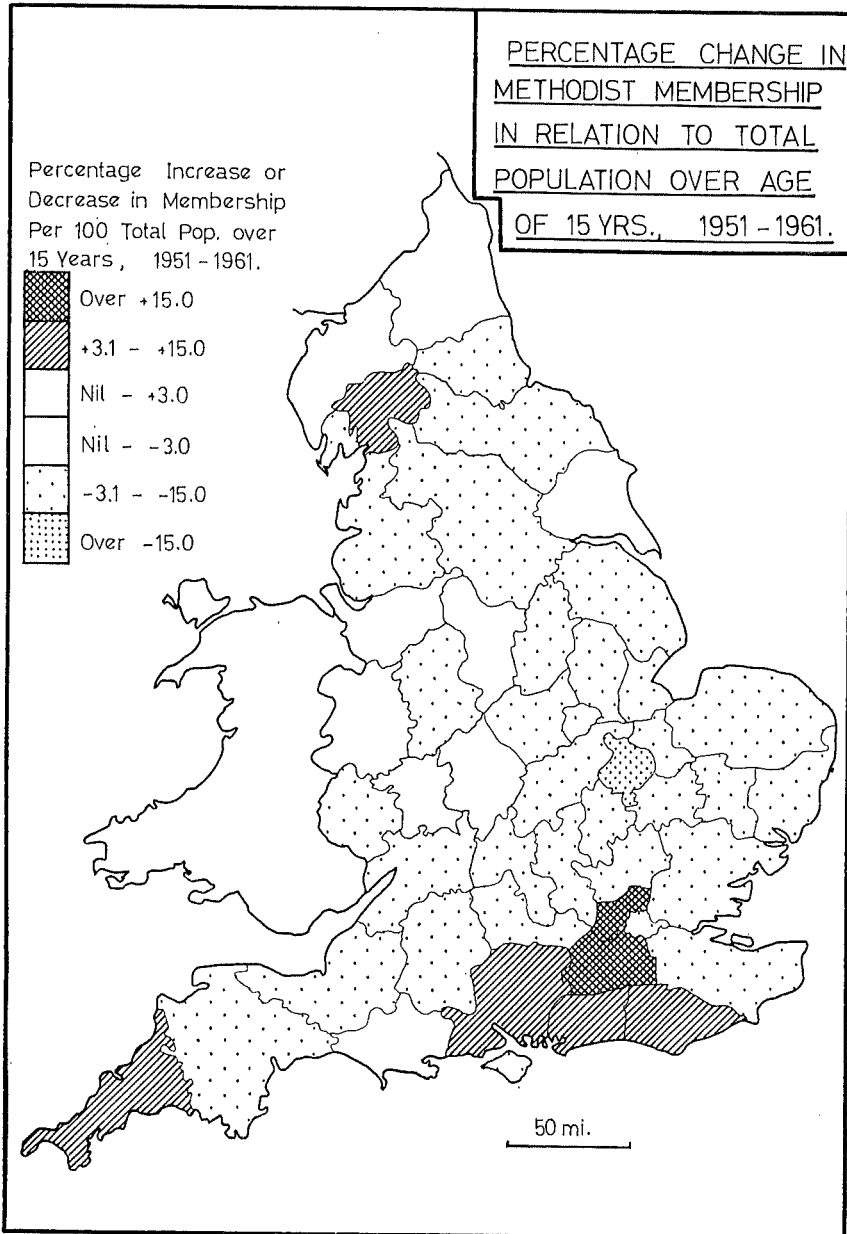 PERCENTAGE CHANGE IN
METHODIST MEMBERSHIP
IN RELATION TO TOTAL
POPULATION OVER AGE
OF 15 YRS., 1951 - 1961.
Percentage Increase or
Decrease in Membership
Per 100 Total Pop. over
15 Years, 1951 - 1961.
Over +15.0
+3.1 - +15.0
Nil - +3.0
Nil - -3.0
-3.1 - -15.0
Over -15.0
50 mi.